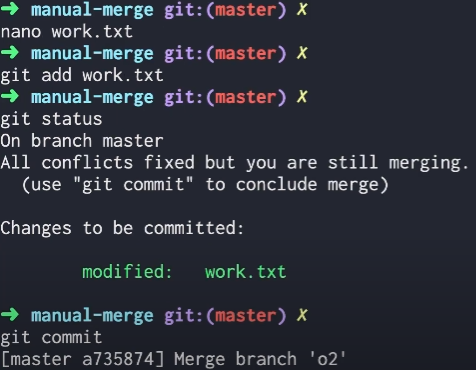 ➜ manual-merge git:(master) ✗
nano work.txt
➜ manual-merge git:(master) ✗
git add work.txt
➜ manual-merge git:(master) ✗
git status
On branch master
All conflicts fixed but you are still merging.
  (use "git commit" to conclude merge)

Changes to be committed:

        modified:   work.txt

➜ manual-merge git:(master) ✗
git commit
[master a735874] Merge branch 'o2'